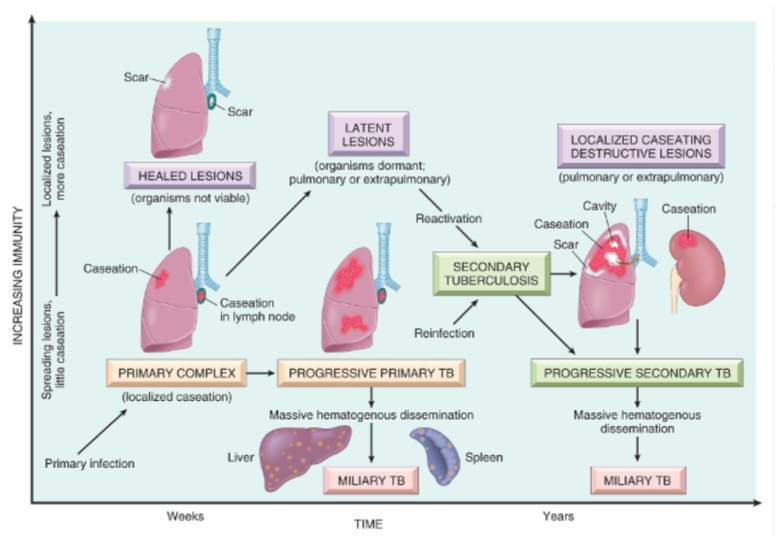 INCREASING IMMUNITY
Localized lesions,
more caseation
Spreading lesions,
little caseation
Scar
Scar
HEALED LESIONS
(organisms not viable)
LATENT
LESIONS
(organisms dormant;
pulmonary or extrapulmonary)
LOCALIZED CASEATING
DESTRUCTIVE LESIONS
(pulmonary or extrapulmonary)
Reactivation
Cavity
Caseation
Scar
Caseation
Caseation
Caseation
in lymph node
SECONDARY
TUBERCULOSIS
Reinfection
PRIMARY COMPLEX
(localized caseation)
PROGRESSIVE PRIMARY TB
PROGRESSIVE SECONDARY TB
Massive hematogenous dissemination
Massive hematogenous
dissemination
Primary infection
Liver
Spleen
MILIARY TB
MILIARY TB
Weeks
TIME
Years